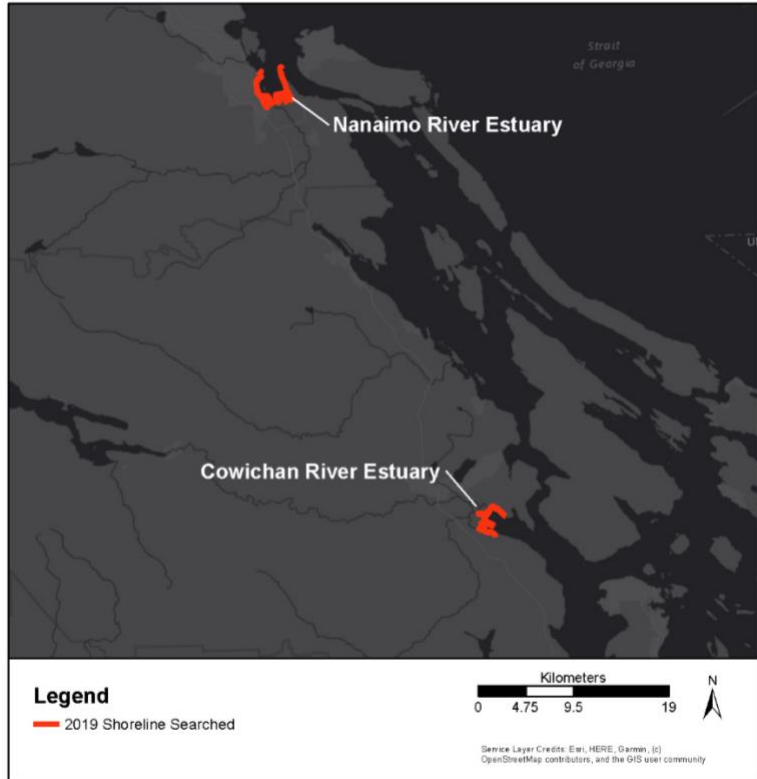 Strait
of Georgia
Nanaimo River Estuary
Cowichan River Estuary
Legend
2019 Shoreline Searched
Kilometers
0 4.75 9.5 19
N
Service Layer Credits: Esri, HERE, Garmin, (c)
OpenStreetMap contributors, and the GIS user community